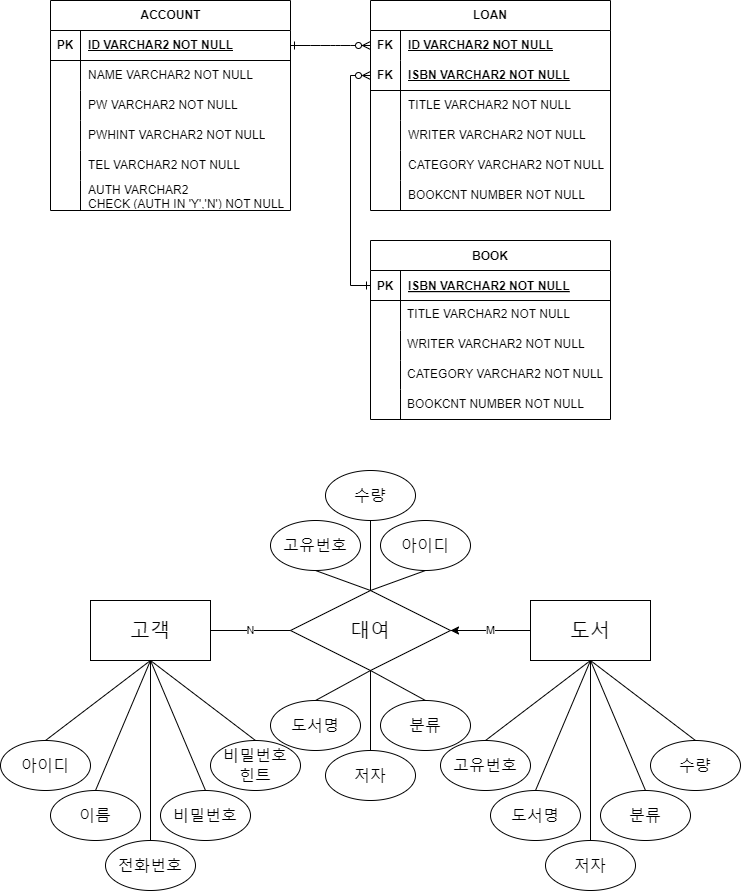 ACCOUNT
PK ID VARCHAR2 NOT NULL
NAME VARCHAR2 NOT NULL
PW VARCHAR2 NOT NULL
PWHINT VARCHAR2 NOT NULL
TEL VARCHAR2 NOT NULL
AUTH VARCHAR2
CHECK (AUTH IN 'Y','N') NOT NULL
LOAN
FK ID VARCHAR2 NOT NULL
FK ISBN VARCHAR2 NOT NULL
TITLE VARCHAR2 NOT NULL
WRITER VARCHAR2 NOT NULL
CATEGORY VARCHAR2 NOT NULL
BOOKCNT NUMBER NOT NULL
BOOK
PK ISBN VARCHAR2 NOT NULL
TITLE VARCHAR2 NOT NULL
WRITER VARCHAR2 NOT NULL
CATEGORY VARCHAR2 NOT NULL
BOOKCNT NUMBER NOT NULL
수량
고유번호
아이디
고객
N
대여
M
도서
도서명
분류
저자
아이디
이름
전화번호
비밀번호
비밀번호
힌트
고유번호
도서명
저자
분류
수량